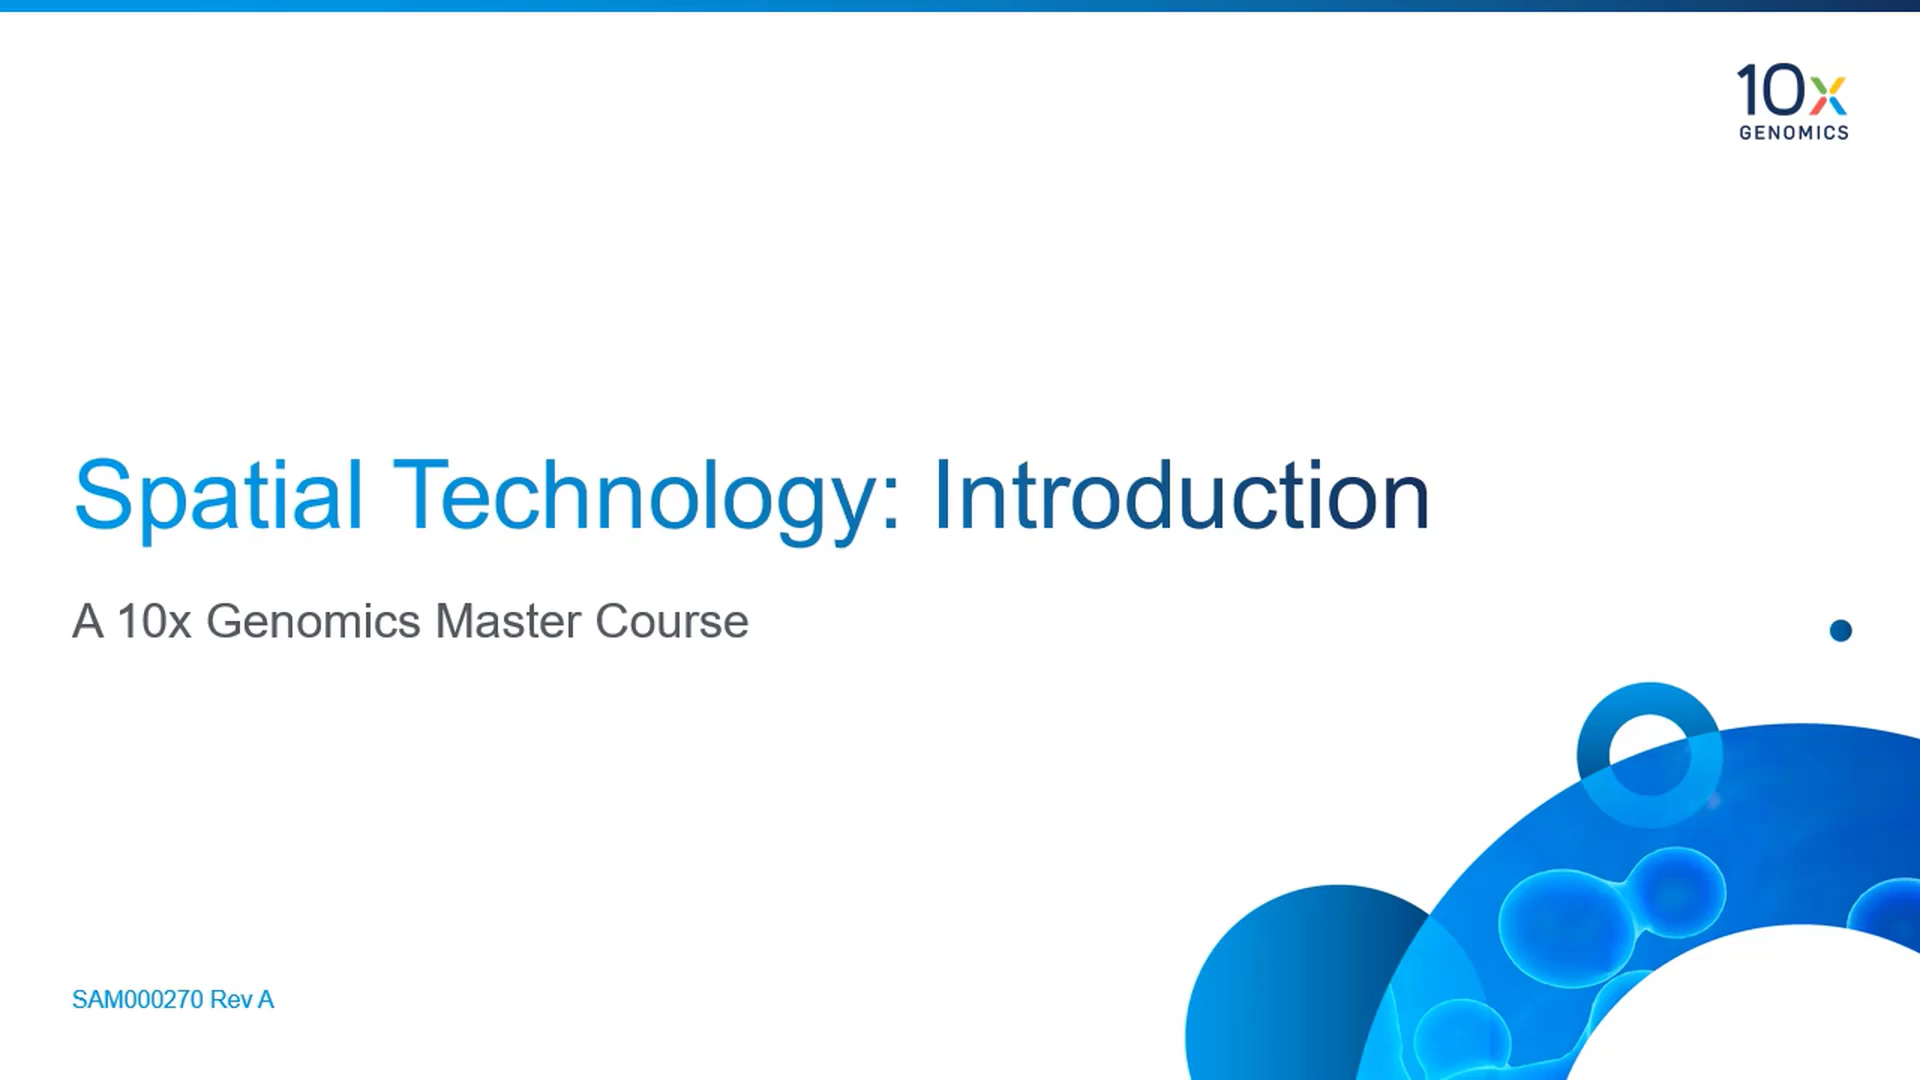 10x
GENOMICS
Spatial Technology: Introduction
A 10x Genomics Master Course
SAM000270 Rev A